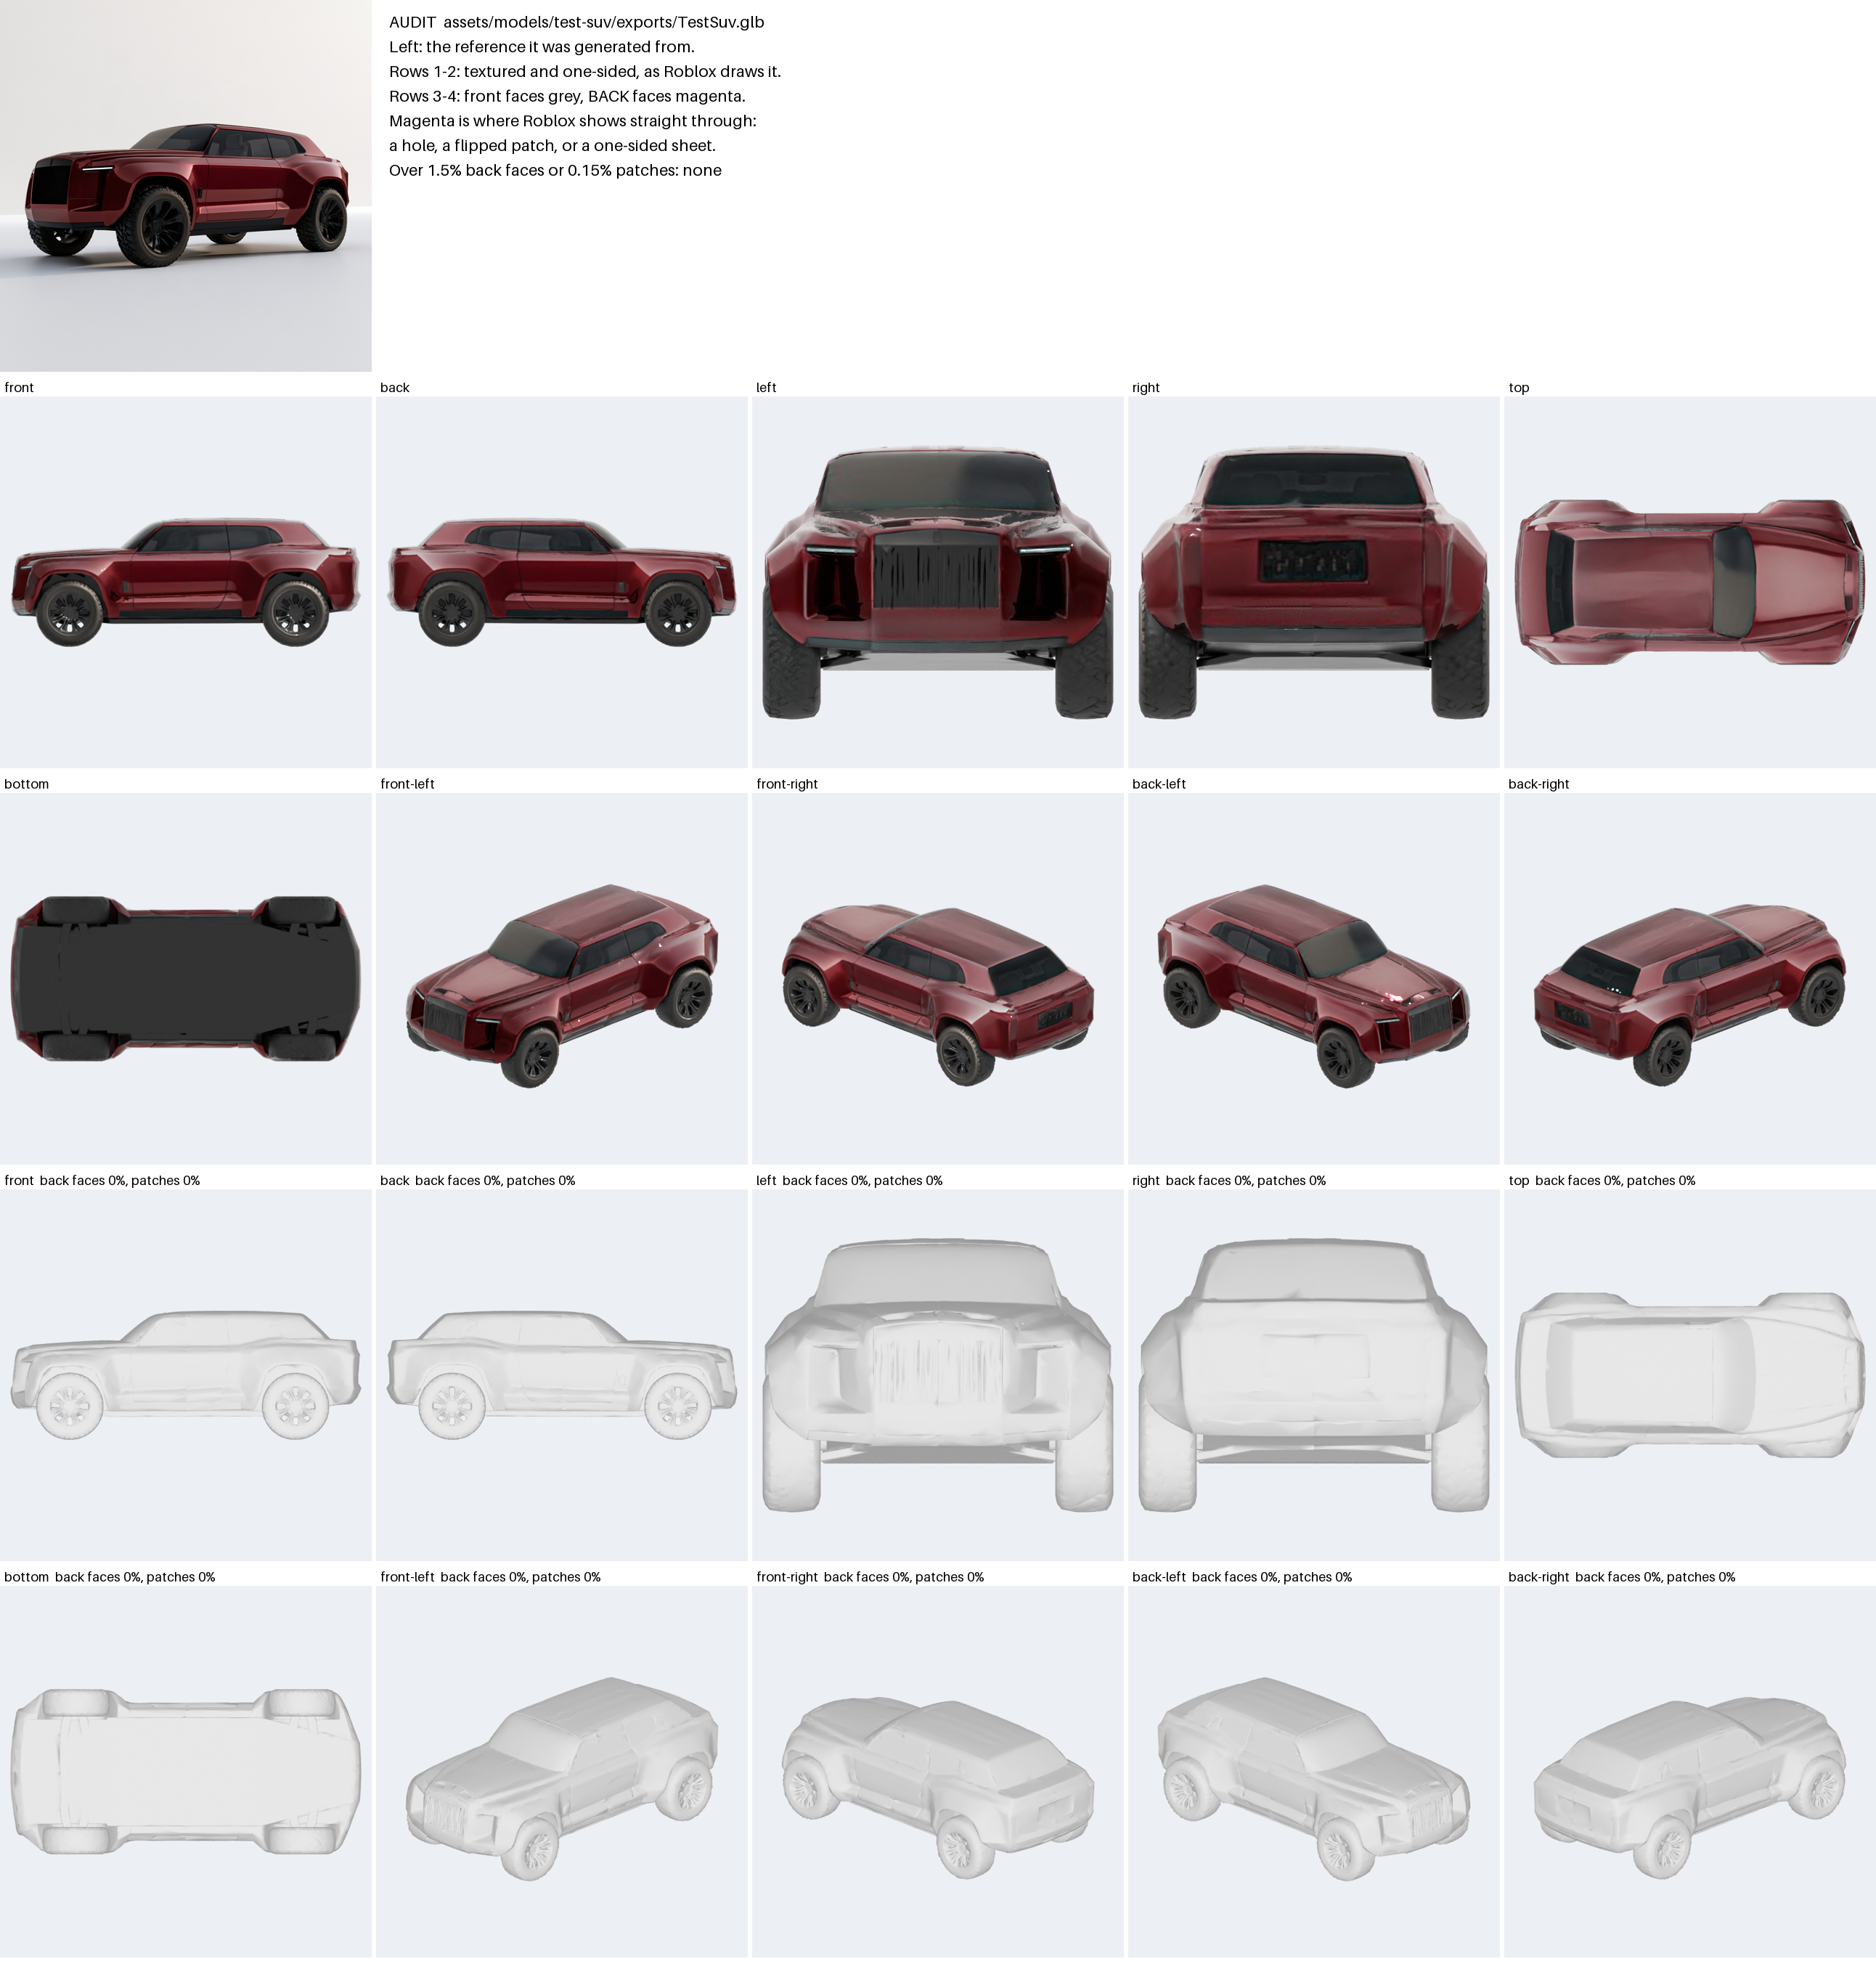 AUDIT  assets/models/test-suv/exports/TestSuv.glb
Left: the reference it was generated from.
Rows 1-2: textured and one-sided, as Roblox draws it.
Rows 3-4: front faces grey, BACK faces magenta.
Magenta is where Roblox shows straight through:
a hole, a flipped patch, or a one-sided sheet.
Over 1.5% back faces or 0.15% patches: none
front
back
left
right
top
bottom
front-left
front-right
back-left
back-right
front  back faces 0%, patches 0%
back  back faces 0%, patches 0%
left  back faces 0%, patches 0%
right  back faces 0%, patches 0%
top  back faces 0%, patches 0%
bottom  back faces 0%, patches 0%
front-left  back faces 0%, patches 0%
front-right  back faces 0%, patches 0%
back-left  back faces 0%, patches 0%
back-right  back faces 0%, patches 0%